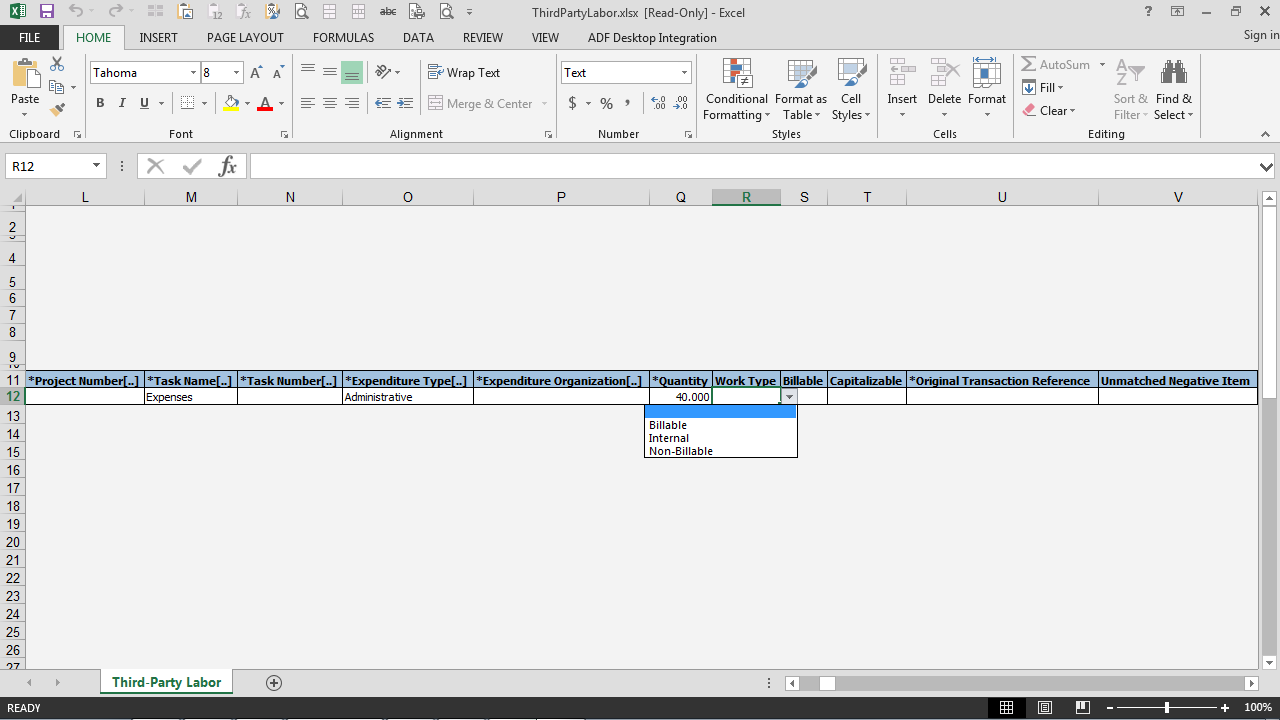 ThirdPartyLabor.xlsx [Read-Only] - Excel
FILE HOME INSERT PAGE LAYOUT FORMULAS DATA REVIEW VIEW ADF Desktop Integration Sign in
Paste
Clipboard
Tahoma 8
B I U A
Font
Wrap Text
Merge & Center
Alignment
Text
$ % ,
Number
Conditional Formatting
Format as Table
Cell Styles
Styles
Insert Delete Format
Cells
AutoSum
Fill
Clear
Sort & Filter
Find & Select
Editing
R12 fx
L M N O P Q R S T U V
2
4
5
6
7
8
9
11 *Project Number[..] *Task Name[..] *Task Number[..] *Expenditure Type[..] *Expenditure Organization[..] *Quantity Work Type Billable Capitalizable *Original Transaction Reference Unmatched Negative Item
12 Expenses Administrative 40.000
Billable
Internal
Non-Billable
13
14
15
16
17
18
19
20
21
22
23
24
25
26
27
Third-Party Labor
READY 100%